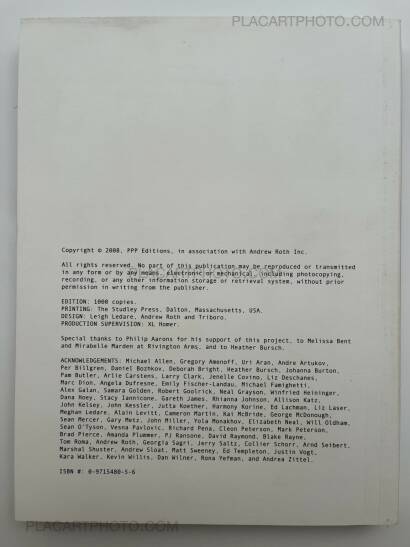 PLACARTPHOTO.COM
Copyright © 2008, PPP Editions, in association with Andrew Roth Inc.
All rights reserved. No part of this publication may be reproduced or transmitted
in any form or by any means, electronic or mechanical, including photocopying,
recording, or any other information storage or retrieval system, without prior
permission in writing from the publisher.
EDITION: 1000 copies.
PRINTING: The Studley Press, Dalton, Massachusetts, USA.
DESIGN: Leigh Ledare, Andrew Roth and Triboro.
PRODUCTION SUPERVISION: XL Homer.
Special thanks to Philip Aarons for his support of this project, to Melissa Bent
and Mirabelle Marden at Rivington Arms, and to Heather Bursch.
ACKNOWLEDGEMENTS: Michael Allen, Gregory Amenoff, Uri Aran, Andre Artukov,
Per Billgren, Daniel Bozhkov, Deborah Bright, Heather Bursch, Johanna Burton,
Pam Butler, Arlie Carstens, Larry Clark, Jenelle Covino, Liz Deschanes,
Marc Dion, Angela Dufresne, Emily Fischer-Landau, Michael Fumighetti,
Alex Galan, Samara Golden, Robert Goolrick, Neal Grayson, Winfried Heininger,
Dana Hoey, Stacy Iannicone, Gareth James, Rhianna Johnson, Allison Katz,
John Kelsey, Jon Kessler, Jutta Koether, Harmony Korine, Ed Lachman, Liz Laser,
Meghan Ledare, Alain Levitt, Cameron Martin, Kai McBride, George McDonough,
Sean Mercer, Gary Metz, John Miller, Yola Monakhov, Elizabeth Neal, Will Oldham,
Sean O'Tyson, Vesna Pavlovic, Richard Pena, Cleon Peterson, Mark Peterson,
Brad Pierce, Amanda Plummer, PJ Ransone, David Raymond, Blake Rayne,
Tom Roma, Andrew Roth, Georgia Sagri, Jerry Saltz, Collier Schorr, Arnd Seibert,
Marshal Shuster, Andrew Sloat, Matt Sweeney, Ed Templeton, Justin Vogt,
Kara Walker, Kevin Willis, Dan Wilner, Rona Yefman, and Andrea Zittel.
ISBN #: 0-9715480-5-6
PLACARTPHOTO.COM